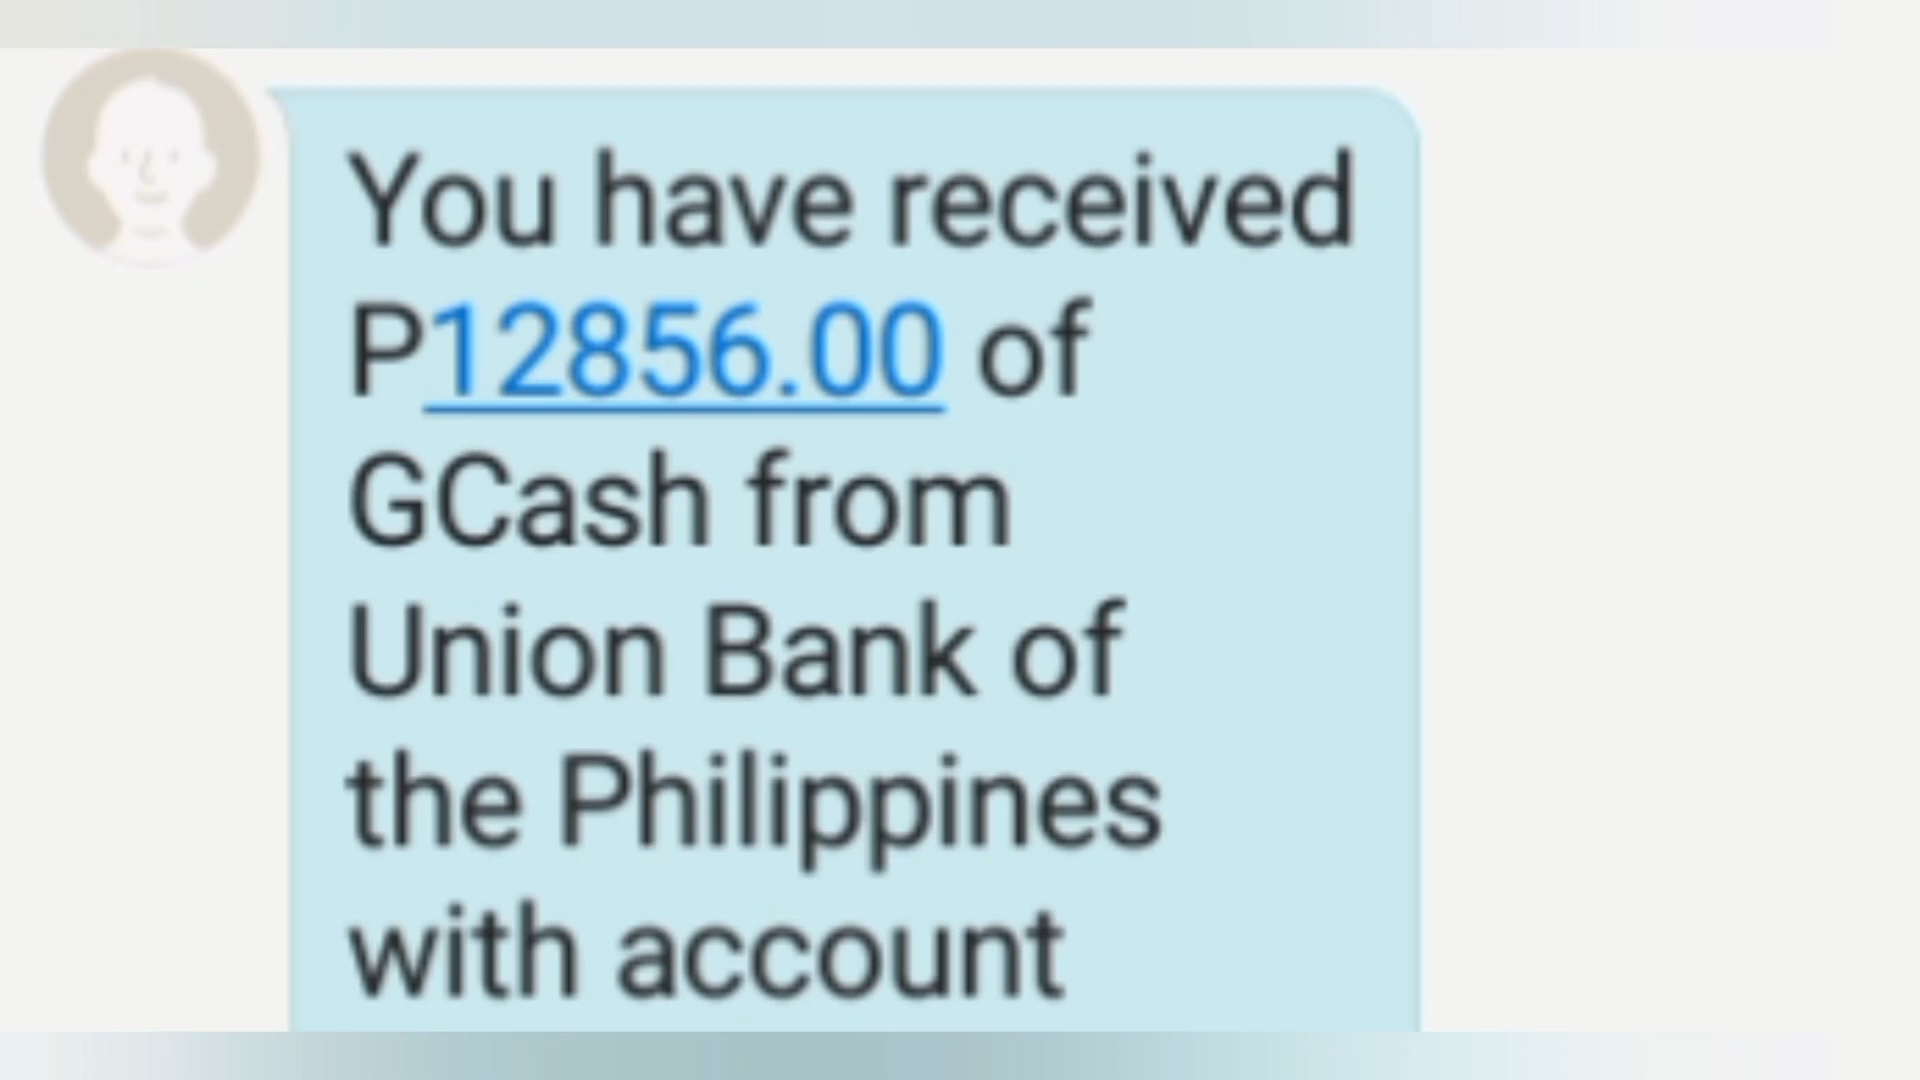 You have received
P12856.00 of
GCash from
Union Bank of
the Philippines
with account